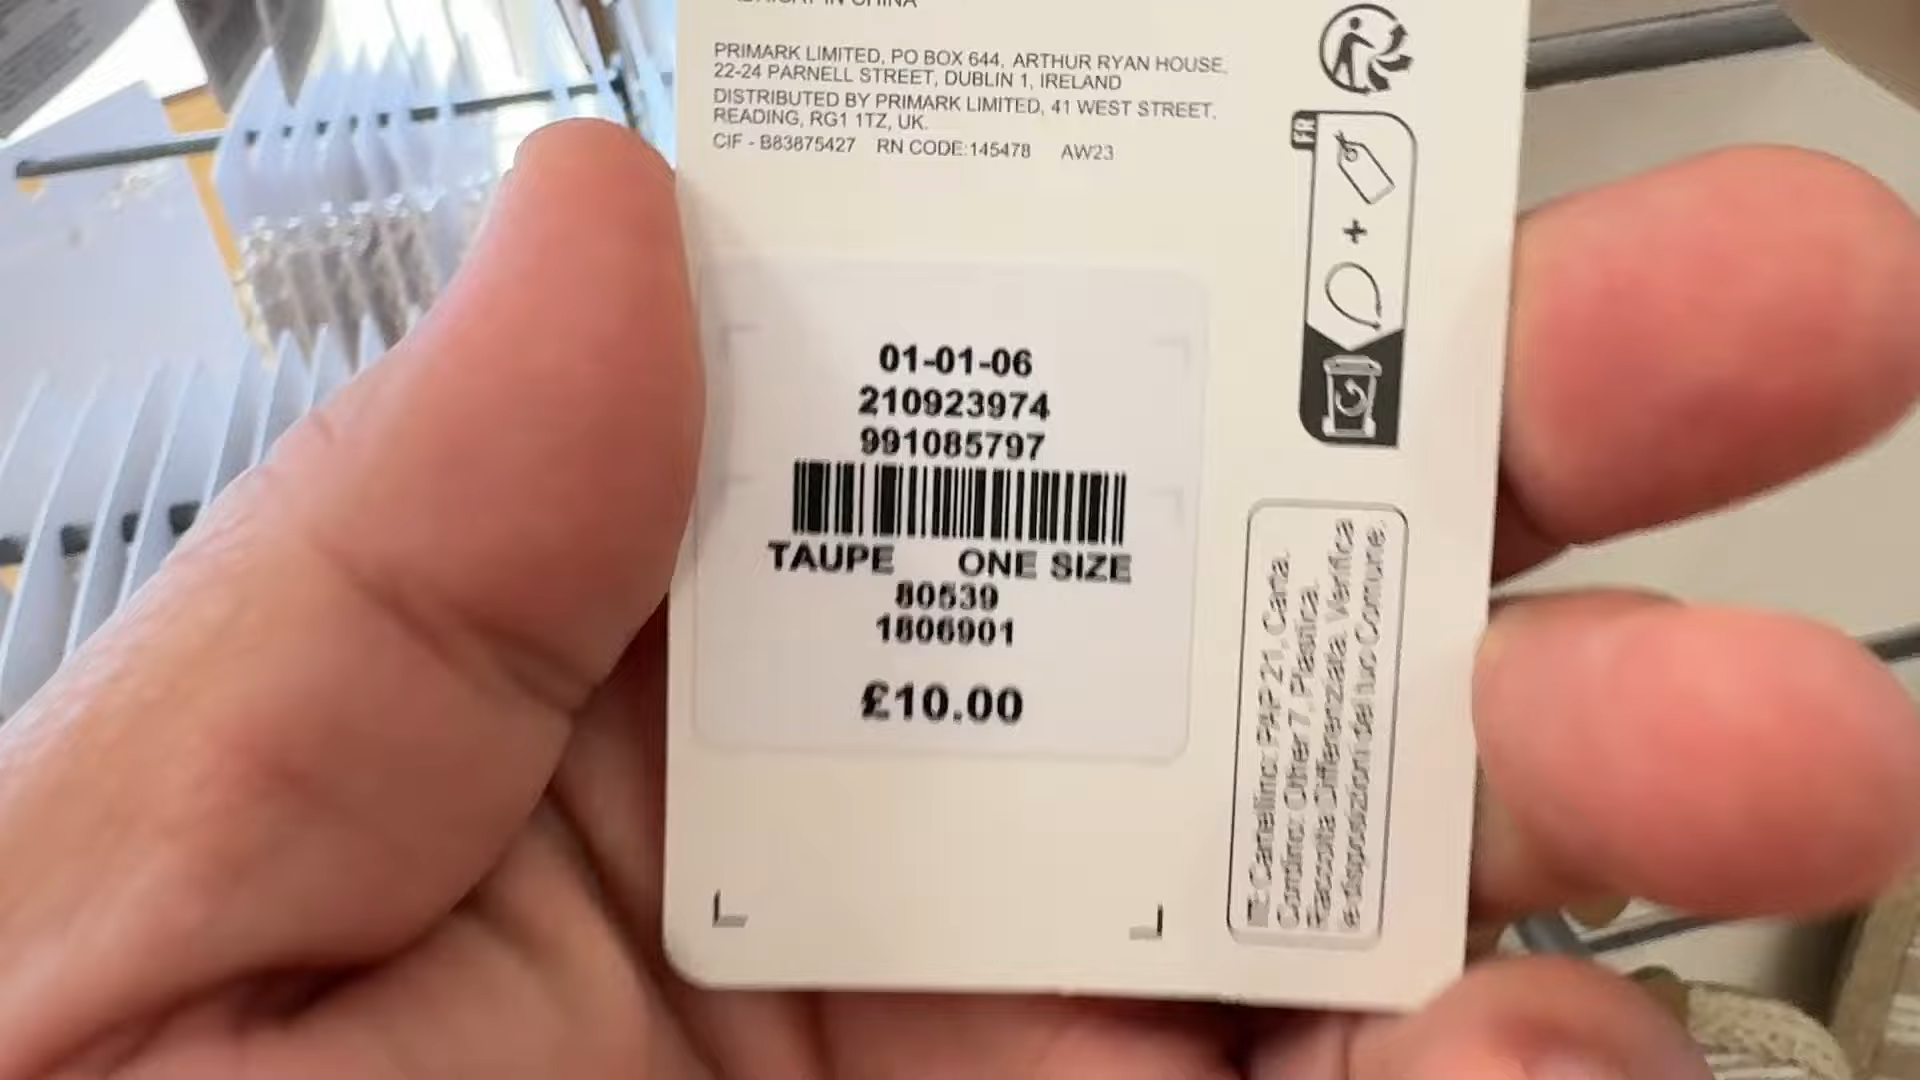 IN CHINA
PRIMARK LIMITED, PO BOX 644, ARTHUR RYAN HOUSE,
22-24 PARNELL STREET, DUBLIN 1, IRELAND
DISTRIBUTED BY PRIMARK LIMITED, 41 WEST STREET,
READING, RG1 1TZ, UK.
CIF - B83875427 RN CODE:145478 AW23
FR
+
01-01-06
210923974
991085797
TAUPE ONE SIZE
80539
1806901
£10.00
Cartellino: PAP 21, Carta.
Cordino: Other 7, Plastica.
Raccolta Differenziata. Verifica
e disposizioni del tuo Comune.